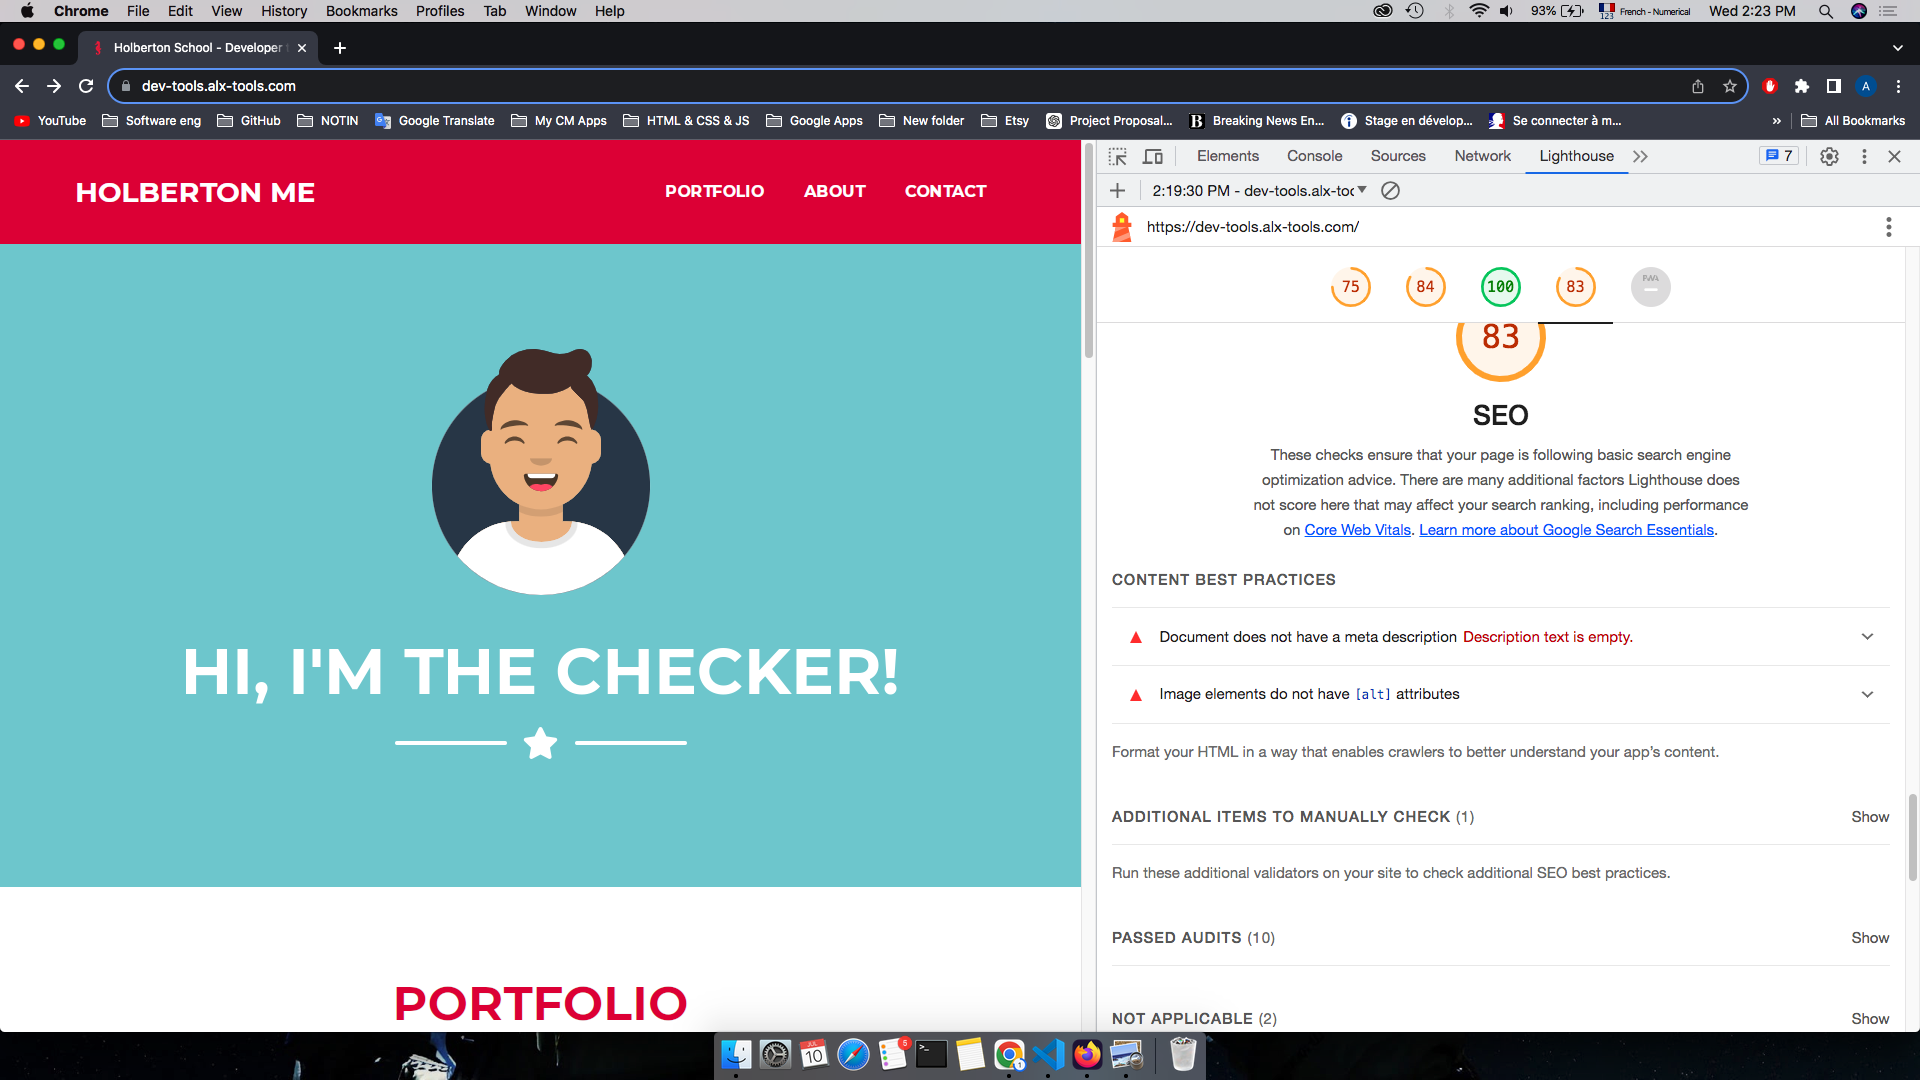 Chrome File Edit View History Bookmarks Profiles Tab Window Help
93% 123 French - Numerical Wed 2:23 PM
Holberton School - Developer
dev-tools.alx-tools.com
A
YouTube Software eng GitHub NOTIN Google Translate My CM Apps HTML & CSS & JS Google Apps New folder Etsy Project Proposal... B Breaking News En... Stage en dévelop... Se connecter à m... » All Bookmarks
HOLBERTON ME
PORTFOLIO ABOUT CONTACT
HI, I'M THE CHECKER!
PORTFOLIO
Elements Console Sources Network Lighthouse 7
2:19:30 PM - dev-tools.alx-toc
https://dev-tools.alx-tools.com/
75 84 100 83 PWA
83
SEO
These checks ensure that your page is following basic search engine
optimization advice. There are many additional factors Lighthouse does
not score here that may affect your search ranking, including performance
on Core Web Vitals. Learn more about Google Search Essentials.
CONTENT BEST PRACTICES
Document does not have a meta description Description text is empty.
Image elements do not have [alt] attributes
Format your HTML in a way that enables crawlers to better understand your app’s content.
ADDITIONAL ITEMS TO MANUALLY CHECK (1) Show
Run these additional validators on your site to check additional SEO best practices.
PASSED AUDITS (10) Show
NOT APPLICABLE (2) Show
JUL
10
5
1